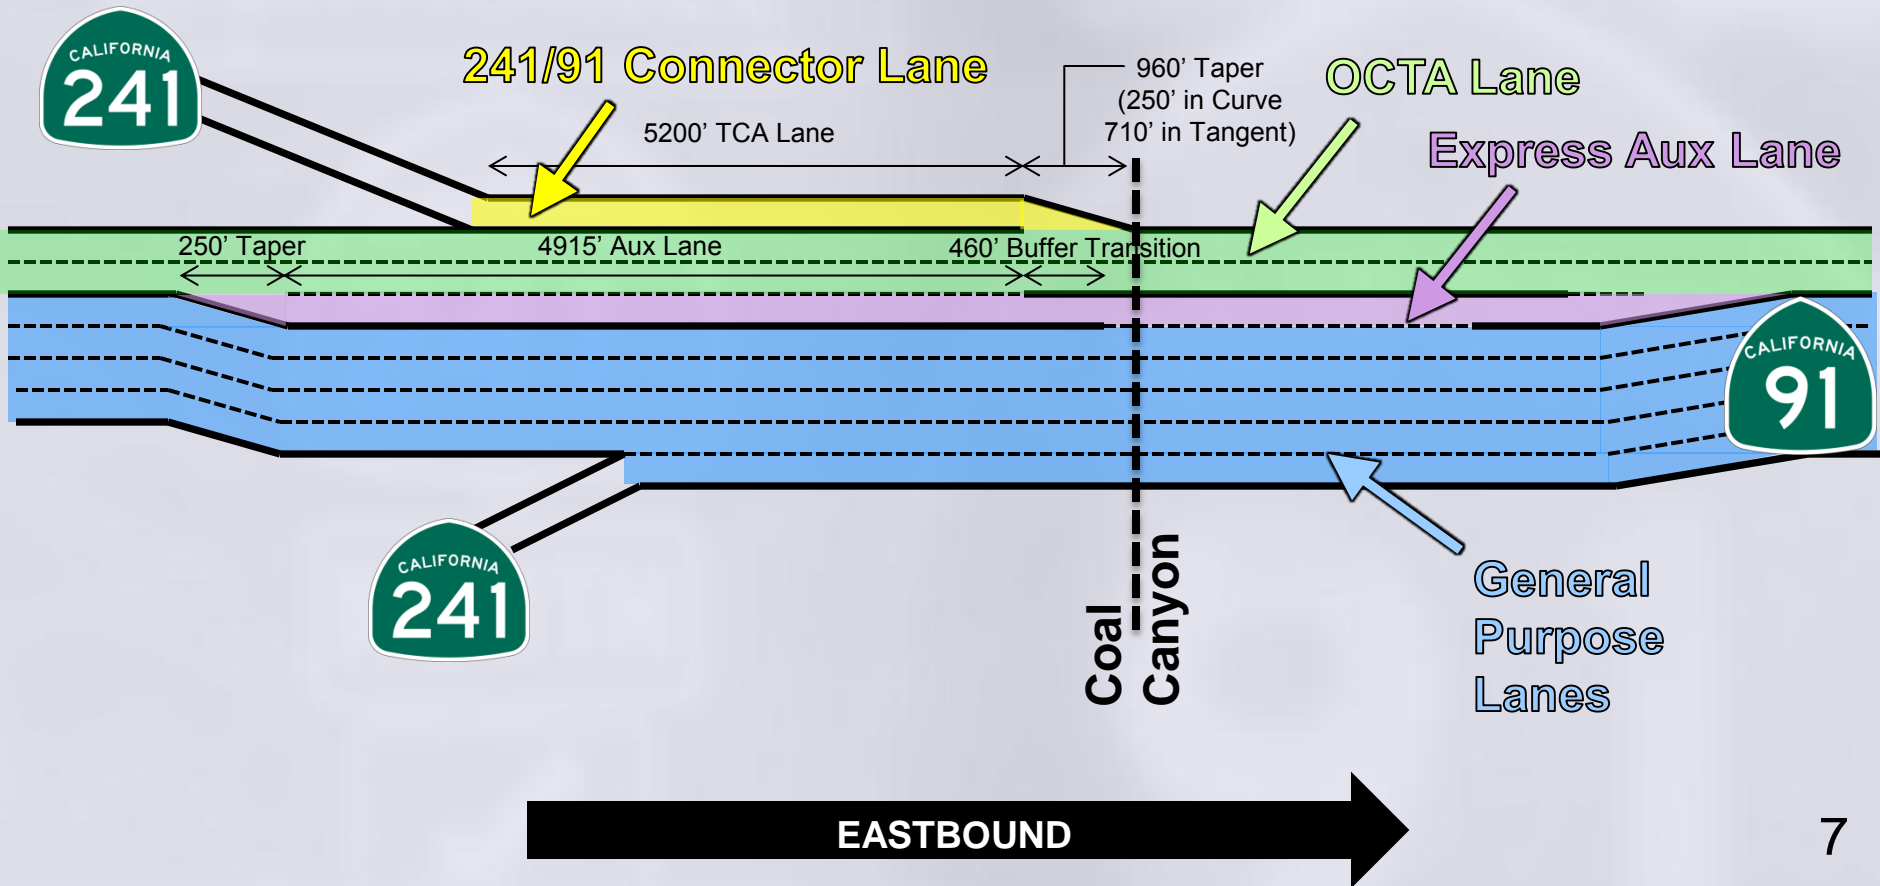 CALIFORNIA
241
241/91 Connector Lane
5200’ TCA Lane
960’ Taper
(250’ in Curve
710’ in Tangent)
OCTA Lane
Express Aux Lane
250’ Taper
4915’ Aux Lane
460’ Buffer Transition
CALIFORNIA
91
CALIFORNIA
241
Coal
Canyon
General
Purpose
Lanes
EASTBOUND
7